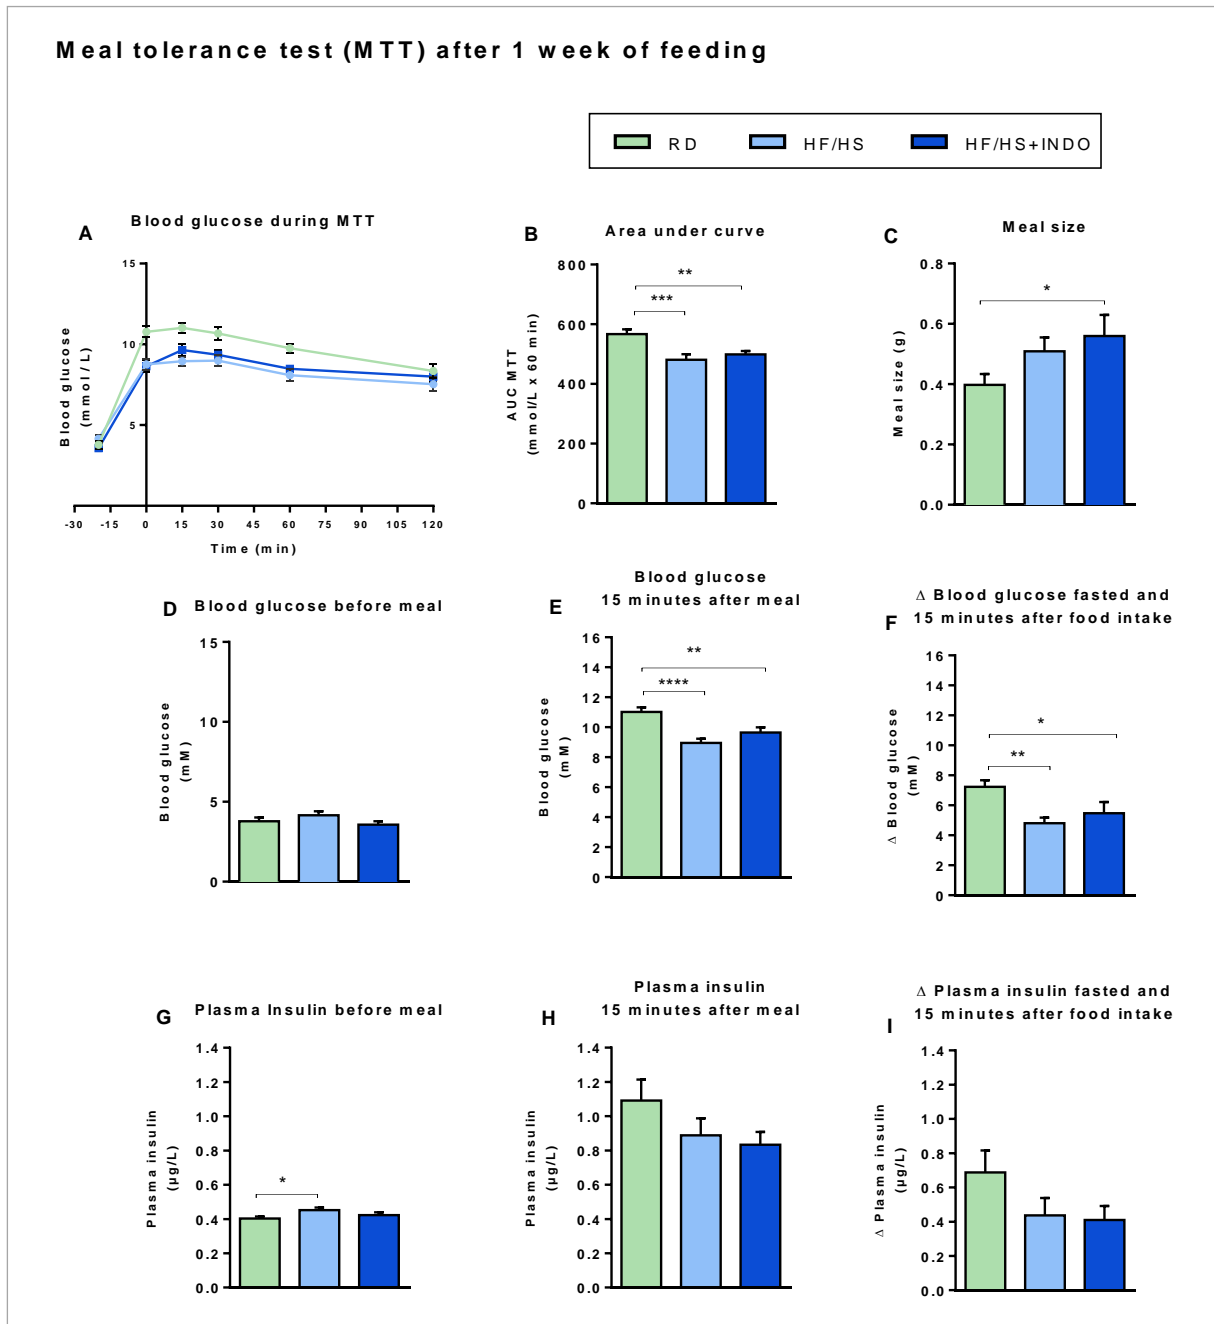 Meal tolerance test (MTT) after 1 week of feeding
RD HF/HS HF/HS+INDO
A Blood glucose during MTT
Blood glucose
(mmol/L)
15
10
5
-30 -15 0 15 30 45 60 75 90 105 120
Time (min)
B Area under curve
AUC MTT
(mmol/L x 60 min)
800
600
400
200
0
**
***
C Meal size
Meal size (g)
0.8
0.6
0.4
0.2
0.0
*
D Blood glucose before meal
Blood glucose
(mM)
15
10
5
0
E Blood glucose
15 minutes after meal
Blood glucose
(mM)
16
14
12
10
8
6
4
2
0
**
****
F Δ Blood glucose fasted and
15 minutes after food intake
Δ Blood glucose
(mM)
16
14
12
10
8
6
4
2
0
*
**
G Plasma Insulin before meal
Plasma insulin
(µg/L)
1.4
1.2
1.0
0.8
0.6
0.4
0.2
0.0
*
H Plasma insulin
15 minutes after meal
Plasma insulin
(µg/L)
1.4
1.2
1.0
0.8
0.6
0.4
0.2
0.0
I Δ Plasma insulin fasted and
15 minutes after food intake
Δ Plasma insulin
(µg/L)
1.4
1.2
1.0
0.8
0.6
0.4
0.2
0.0